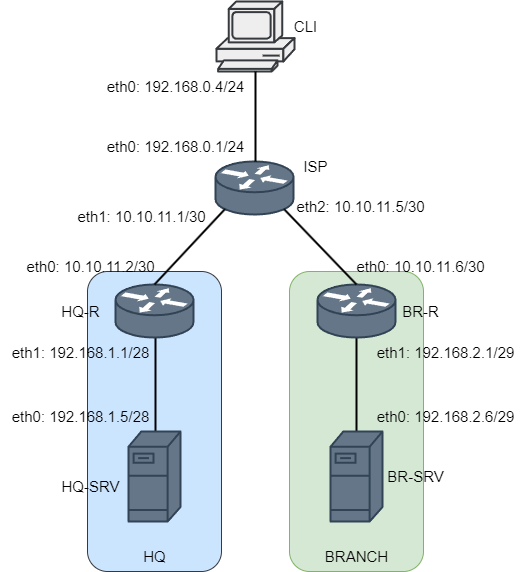 CLI
eth0: 192.168.0.4/24
eth0: 192.168.0.1/24
ISP
eth1: 10.10.11.1/30
eth2: 10.10.11.5/30
eth0: 10.10.11.2/30
eth0: 10.10.11.6/30
HQ-R
BR-R
eth1: 192.168.1.1/28
eth1: 192.168.2.1/29
eth0: 192.168.1.5/28
eth0: 192.168.2.6/29
HQ-SRV
BR-SRV
HQ
BRANCH